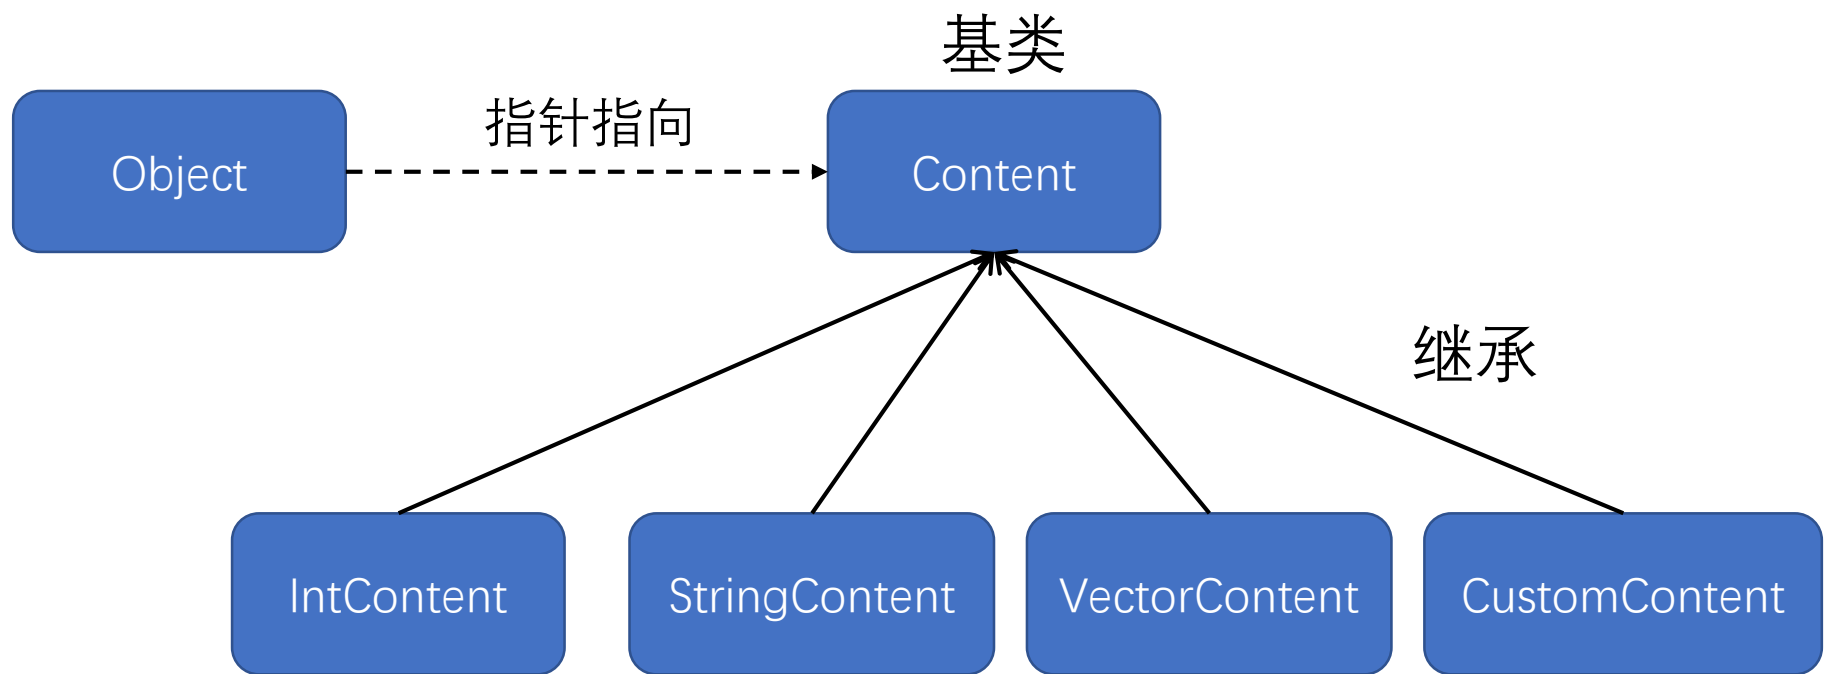 基类
Object
指针指向
Content
继承
IntContent
StringContent
VectorContent
CustomContent